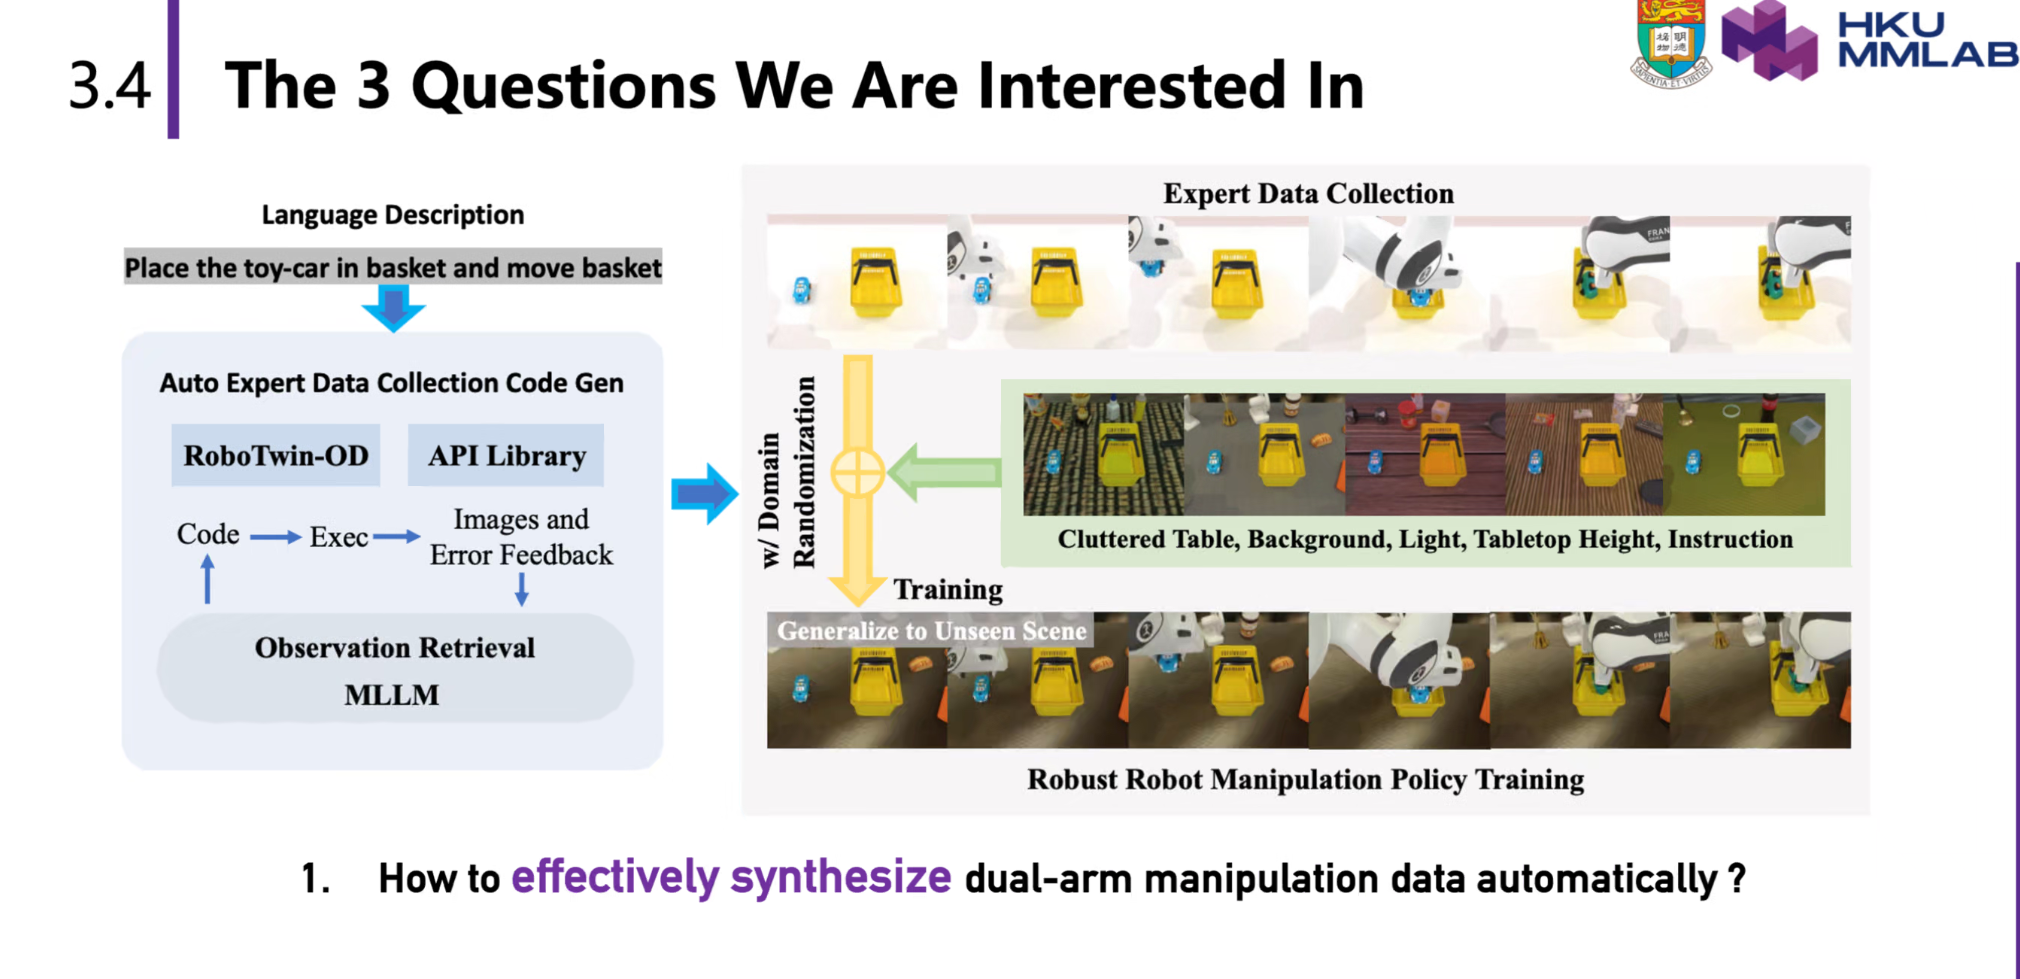 3.4
The 3 Questions We Are Interested In
HKU
MMLAB
Language Description
Place the toy-car in basket and move basket
Auto Expert Data Collection Code Gen
RoboTwin-OD
API Library
Code
Exec
Images and
Error Feedback
Observation Retrieval
MLLM
Expert Data Collection
w/ Domain
Randomization
Cluttered Table, Background, Light, Tabletop Height, Instruction
Training
Generalize to Unseen Scene
Robust Robot Manipulation Policy Training
1. How to effectively synthesize dual-arm manipulation data automatically ?